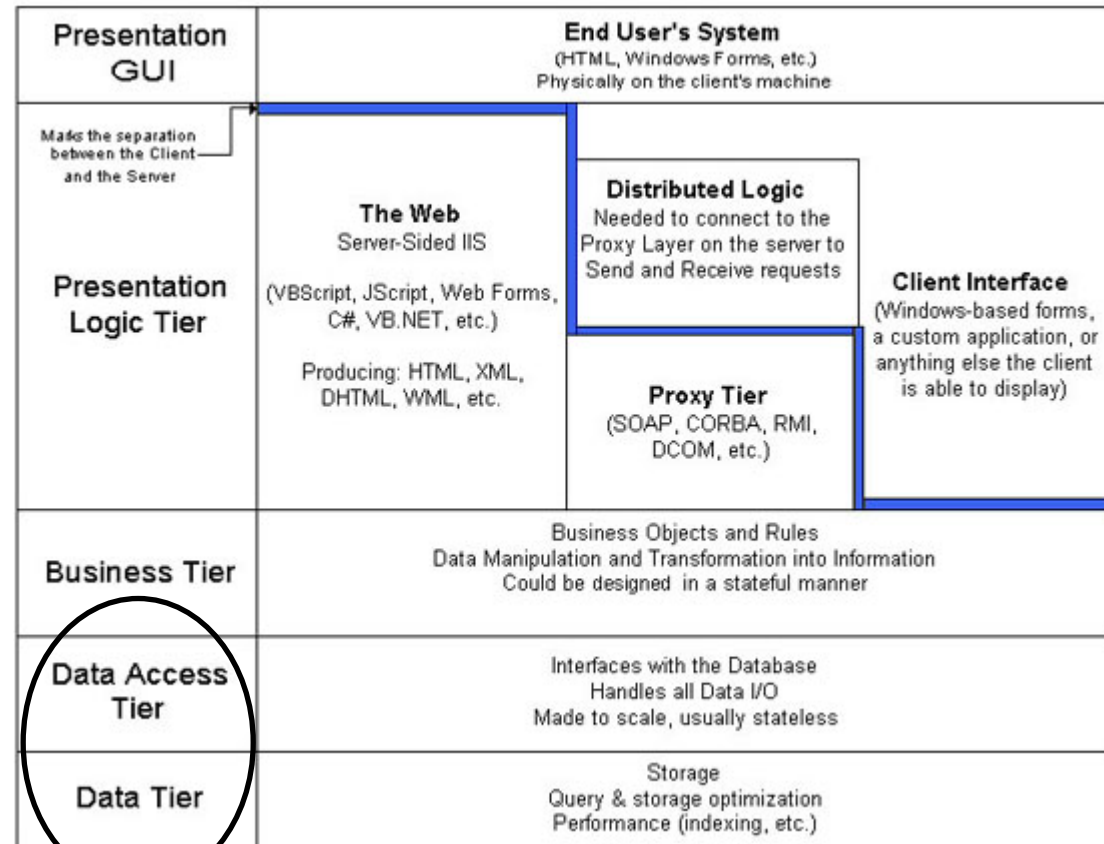 Presentation
GUI
End User's System
(HTML, Windows Forms, etc.)
Physically on the client's machine
Marks the separation
between the Client
and the Server
Presentation
Logic Tier
The Web
Server-Sided IIS
(VBScript, JScript, Web Forms,
C#, VB.NET, etc.)
Producing: HTML, XML,
DHTML, WML, etc.
Distributed Logic
Needed to connect to the
Proxy Layer on the server to
Send and Receive requests
Proxy Tier
(SOAP, CORBA, RMI,
DCOM, etc.)
Client Interface
(Windows-based forms,
a custom application, or
anything else the client
is able to display)
Business Tier
Business Objects and Rules
Data Manipulation and Transformation into Information
Could be designed in a stateful manner
Data Access
Tier
Interfaces with the Database
Handles all Data I/O
Made to scale, usually stateless
Data Tier
Storage
Query & storage optimization
Performance (indexing, etc.)